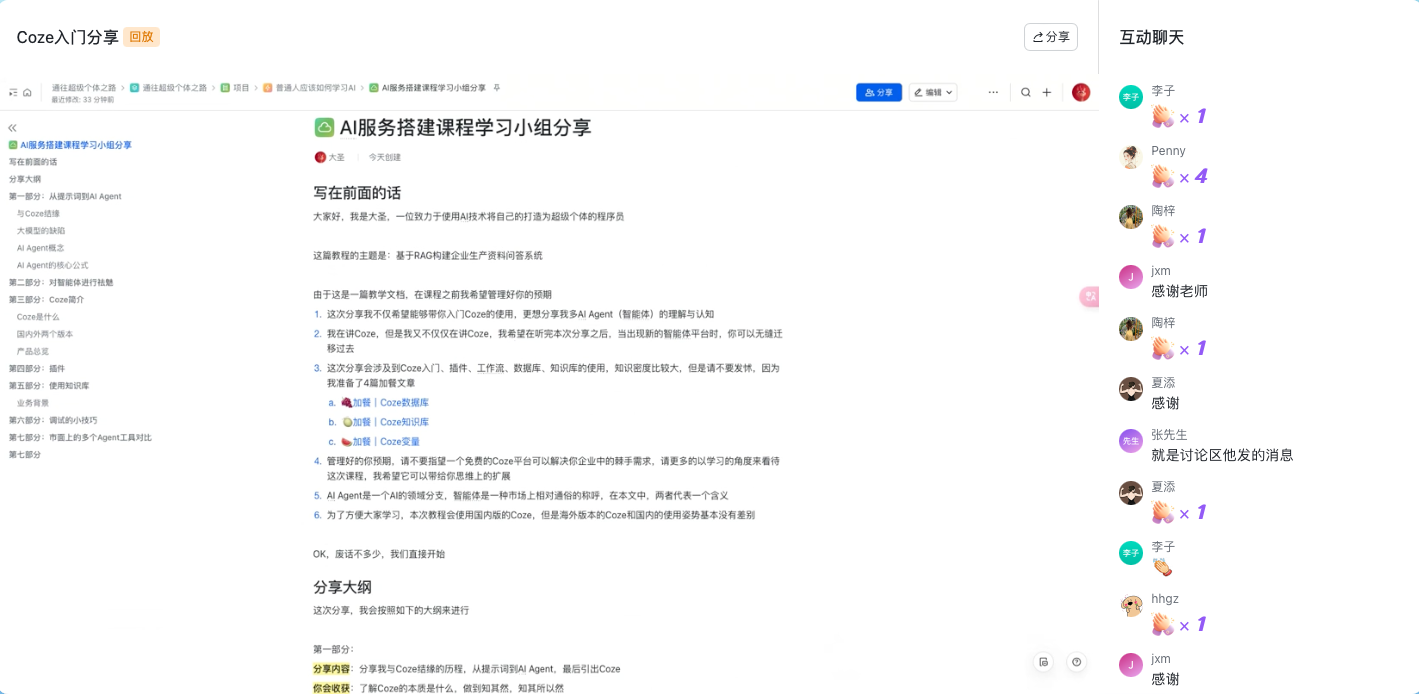 Coze入门分享 回放
分享
互动聊天
通往超级个体之路 › 通往超级个体之路 › 项目 › 普通人应该如何学习AI › AI服务搭建课程学习小组分享
最近修改: 33 分钟前
分享
编辑
AI服务搭建课程学习小组分享
写在前面的话
分享大纲
第一部分：从提示词到AI Agent
与Coze结缘
大模型的缺陷
AI Agent概念
AI Agent的核心公式
第二部分：对智能体进行祛魅
第三部分：Coze简介
Coze是什么
国内外两个版本
产品总览
第四部分：插件
第五部分：使用知识库
业务背景
第六部分：调试的小技巧
第七部分：市面上的多个Agent工具对比
第七部分
AI服务搭建课程学习小组分享
大圣 今天创建
写在前面的话
大家好，我是大圣，一位致力于使用AI技术将自己的打造为超级个体的程序员
这篇教程的主题是：基于RAG构建企业生产资料问答系统
由于这是一篇教学文档，在课程之前我希望管理好你的预期
1. 这次分享我不仅希望能够带你入门Coze的使用，更想分享我多AI Agent（智能体）的理解与认知
2. 我在讲Coze，但是我又不仅仅在讲Coze，我希望在听完本次分享之后，当出现新的智能体平台时，你可以无缝迁
移过去
3. 这次分享会涉及到Coze入门、插件、工作流、数据库、知识库的使用，知识密度比较大，但是请不要发怵，因为
我准备了4篇加餐文章
a. 加餐｜Coze数据库
b. 加餐｜Coze知识库
c. 加餐｜Coze变量
4. 管理好的你预期，请不要指望一个免费的Coze平台可以解决你企业中的棘手需求，请更多的以学习的角度来看待
这次课程，我希望它可以带给你思维上的扩展
5. AI Agent是一个AI的领域分支，智能体是一种市场上相对通俗的称呼，在本文中，两者代表一个含义
6. 为了方便大家学习，本次教程会使用国内版的Coze，但是海外版本的Coze和国内的使用姿势基本没有差别
OK，废话不多少，我们直接开始
分享大纲
这次分享，我会按照如下的大纲来进行
第一部分：
分享内容：分享我与Coze结缘的历程，从提示词到AI Agent，最后引出Coze
你会收获：了解Coze的本质是什么，做到知其然，知其所以然
李子 李子
× 1
Penny
× 4
陶梓
× 1
J jxm
感谢老师
陶梓
× 1
夏添
感谢
先生 张先生
就是讨论区他发的消息
夏添
× 1
李子 李子
hhgz
× 1
J jxm
感谢